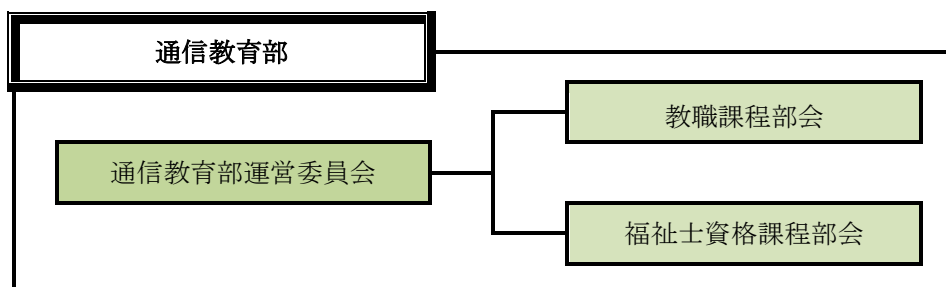 通信教育部
教職課程部会
通信教育部運営委員会
福祉士資格課程部会